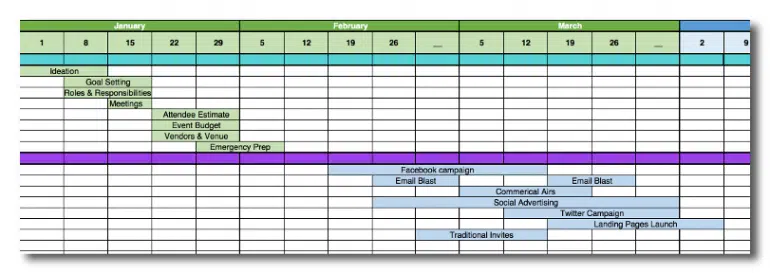 January February March
1 8 15 22 29 5 12 19 26 __ 5 12 19 26 __ 2 9
Ideation
Goal Setting
Roles & Responsibilities
Meetings
Attendee Estimate
Event Budget
Vendors & Venue
Emergency Prep
Facebook campaign
Email Blast Email Blast
Commerical Airs
Social Advertising
Twitter Campaign
Landing Pages Launch
Traditional Invites